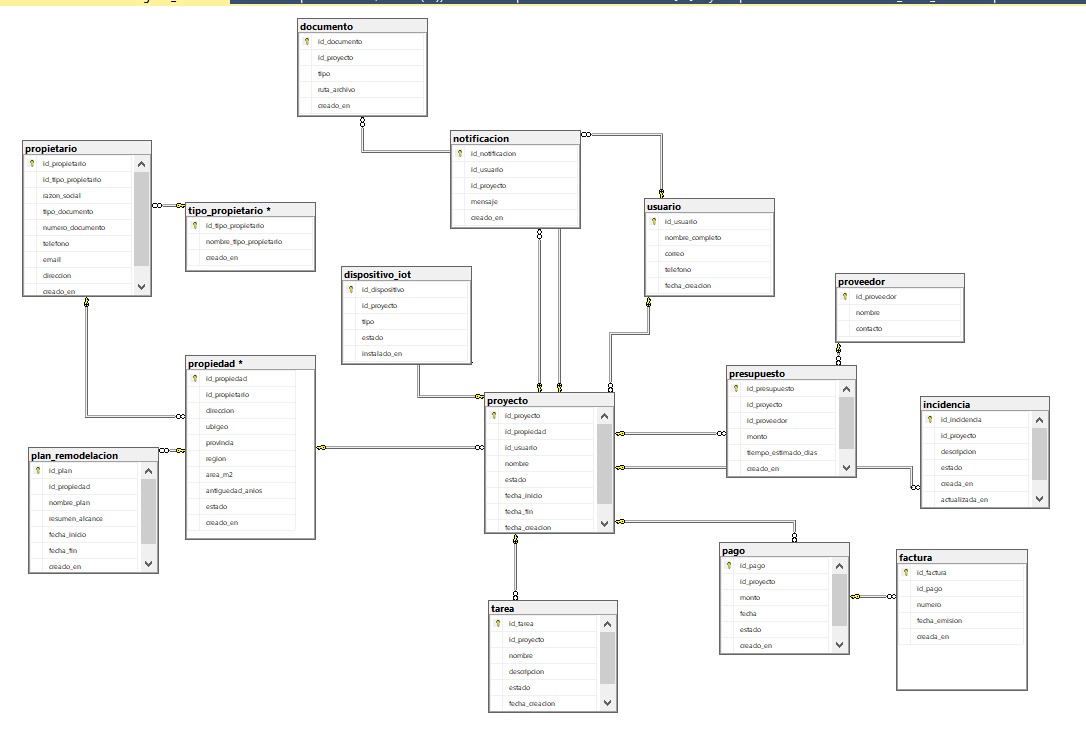 documento
id_documento
id_proyecto
tipo
ruta_archivo
creado_en
propietario
id_propietario
id_tipo_propietario
razon_social
tipo_documento
numero_documento
telefono
email
direccion
creado_en
tipo_propietario *
id_tipo_propietario
nombre_tipo_propietario
creado_en
notificacion
id_notificacion
id_usuario
id_proyecto
mensaje
creado_en
usuario
id_usuario
nombre_completo
correo
telefono
fecha_creacion
dispositivo_iot
id_dispositivo
id_proyecto
tipo
estado
instalado_en
proveedor
id_proveedor
nombre
contacto
propiedad *
id_propiedad
id_propietario
direccion
ubigeo
provincia
region
area_m2
antiguedad_anios
estado
creado_en
plan_remodelacion
id_plan
id_propiedad
nombre_plan
resumen_alcance
fecha_inicio
fecha_fin
creado_en
proyecto
id_proyecto
id_propiedad
id_usuario
nombre
estado
fecha_inicio
fecha_fin
fecha_creacion
presupuesto
id_presupuesto
id_proyecto
id_proveedor
monto
tiempo_estimado_dias
creado_en
incidencia
id_incidencia
id_proyecto
descripcion
estado
creada_en
actualizada_en
tarea
id_tarea
id_proyecto
nombre
descripcion
estado
fecha_creacion
pago
id_pago
id_proyecto
monto
fecha
estado
creado_en
factura
id_factura
id_pago
numero
fecha_emision
creada_en